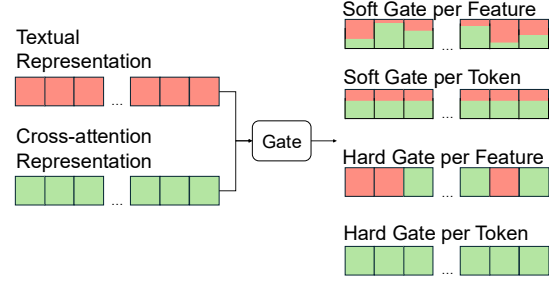 Textual
Representation
...
Cross-attention
Representation
...
Gate
Soft Gate per Feature
...
Soft Gate per Token
...
Hard Gate per Feature
...
Hard Gate per Token
...